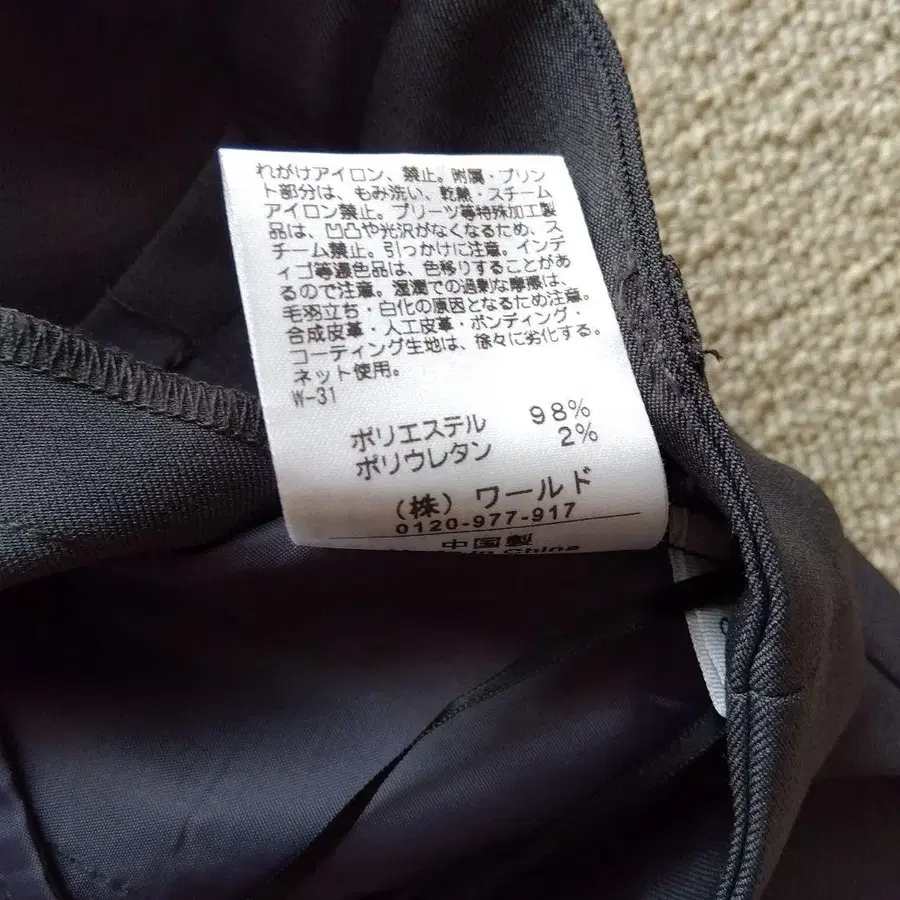 れがけアイロン、禁止。附属・プリン
ト部分は、もみ洗い、乾熱・スチーム
アイロン禁止。プリーツ等特殊加工製
品は、凹凸や光沢がなくなるため、ス
チーム禁止。引っかけに注意。インデ
ィゴ等濃色品は、色移りすることがあ
るので注意。湿潤での過剰な摩擦は、
毛羽立ち・白化の原因となるため注意。
合成皮革・人工皮革・ボンディング・
コーティング生地は、徐々に劣化する。
ネット使用。
W-31
ポリエステル 98%
ポリウレタン 2%
（株）ワールド
0120-977-917
中国製
in China